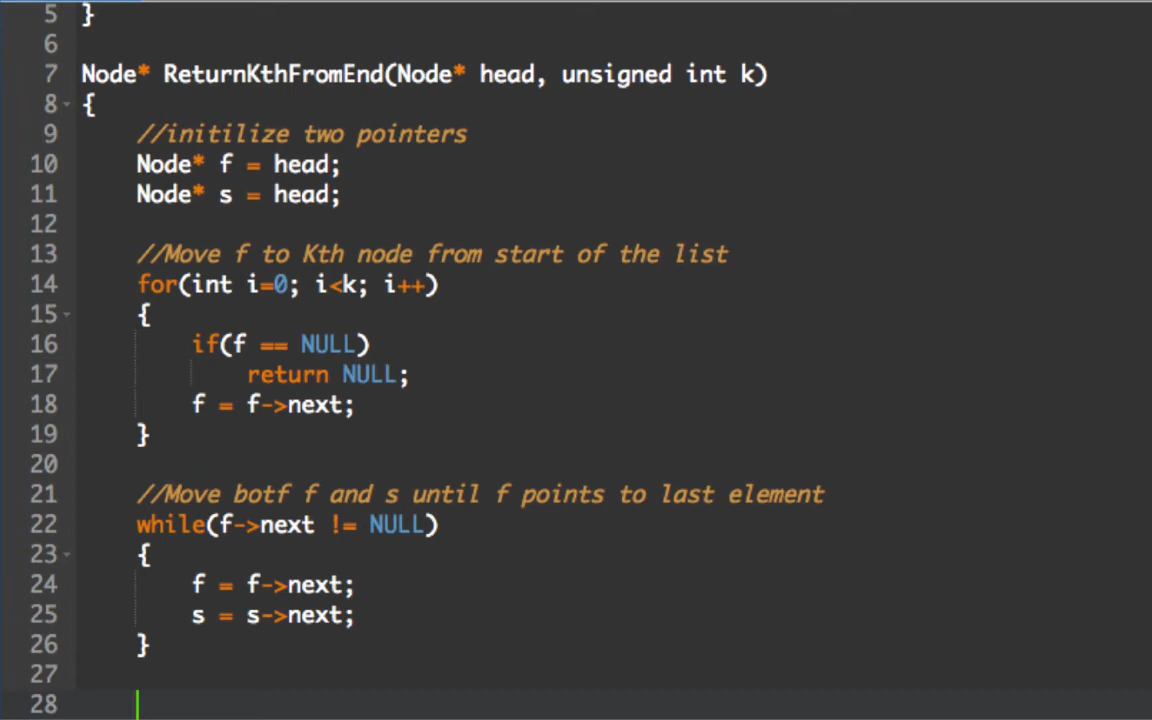 5 }
6
7 Node* ReturnKthFromEnd(Node* head, unsigned int k)
8 {
9 //initilize two pointers
10 Node* f = head;
11 Node* s = head;
12
13 //Move f to Kth node from start of the list
14 for(int i=0; i<k; i++)
15 {
16 if(f == NULL)
17 return NULL;
18 f = f->next;
19 }
20
21 //Move botf f and s until f points to last element
22 while(f->next != NULL)
23 {
24 f = f->next;
25 s = s->next;
26 }
27
28